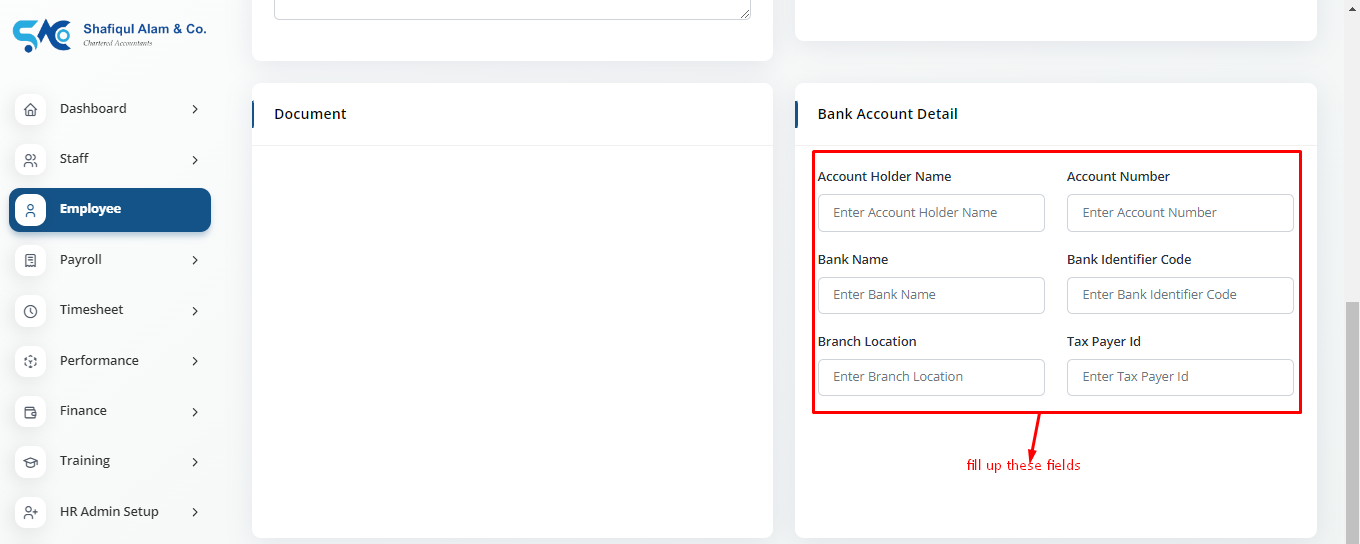 Shafiqul Alam & Co.
Chartered Accountants
Dashboard
Staff
Employee
Payroll
Timesheet
Performance
Finance
Training
HR Admin Setup
Document
Bank Account Detail
Account Holder Name
Enter Account Holder Name
Account Number
Enter Account Number
Bank Name
Enter Bank Name
Bank Identifier Code
Enter Bank Identifier Code
Branch Location
Enter Branch Location
Tax Payer Id
Enter Tax Payer Id
fill up these fields